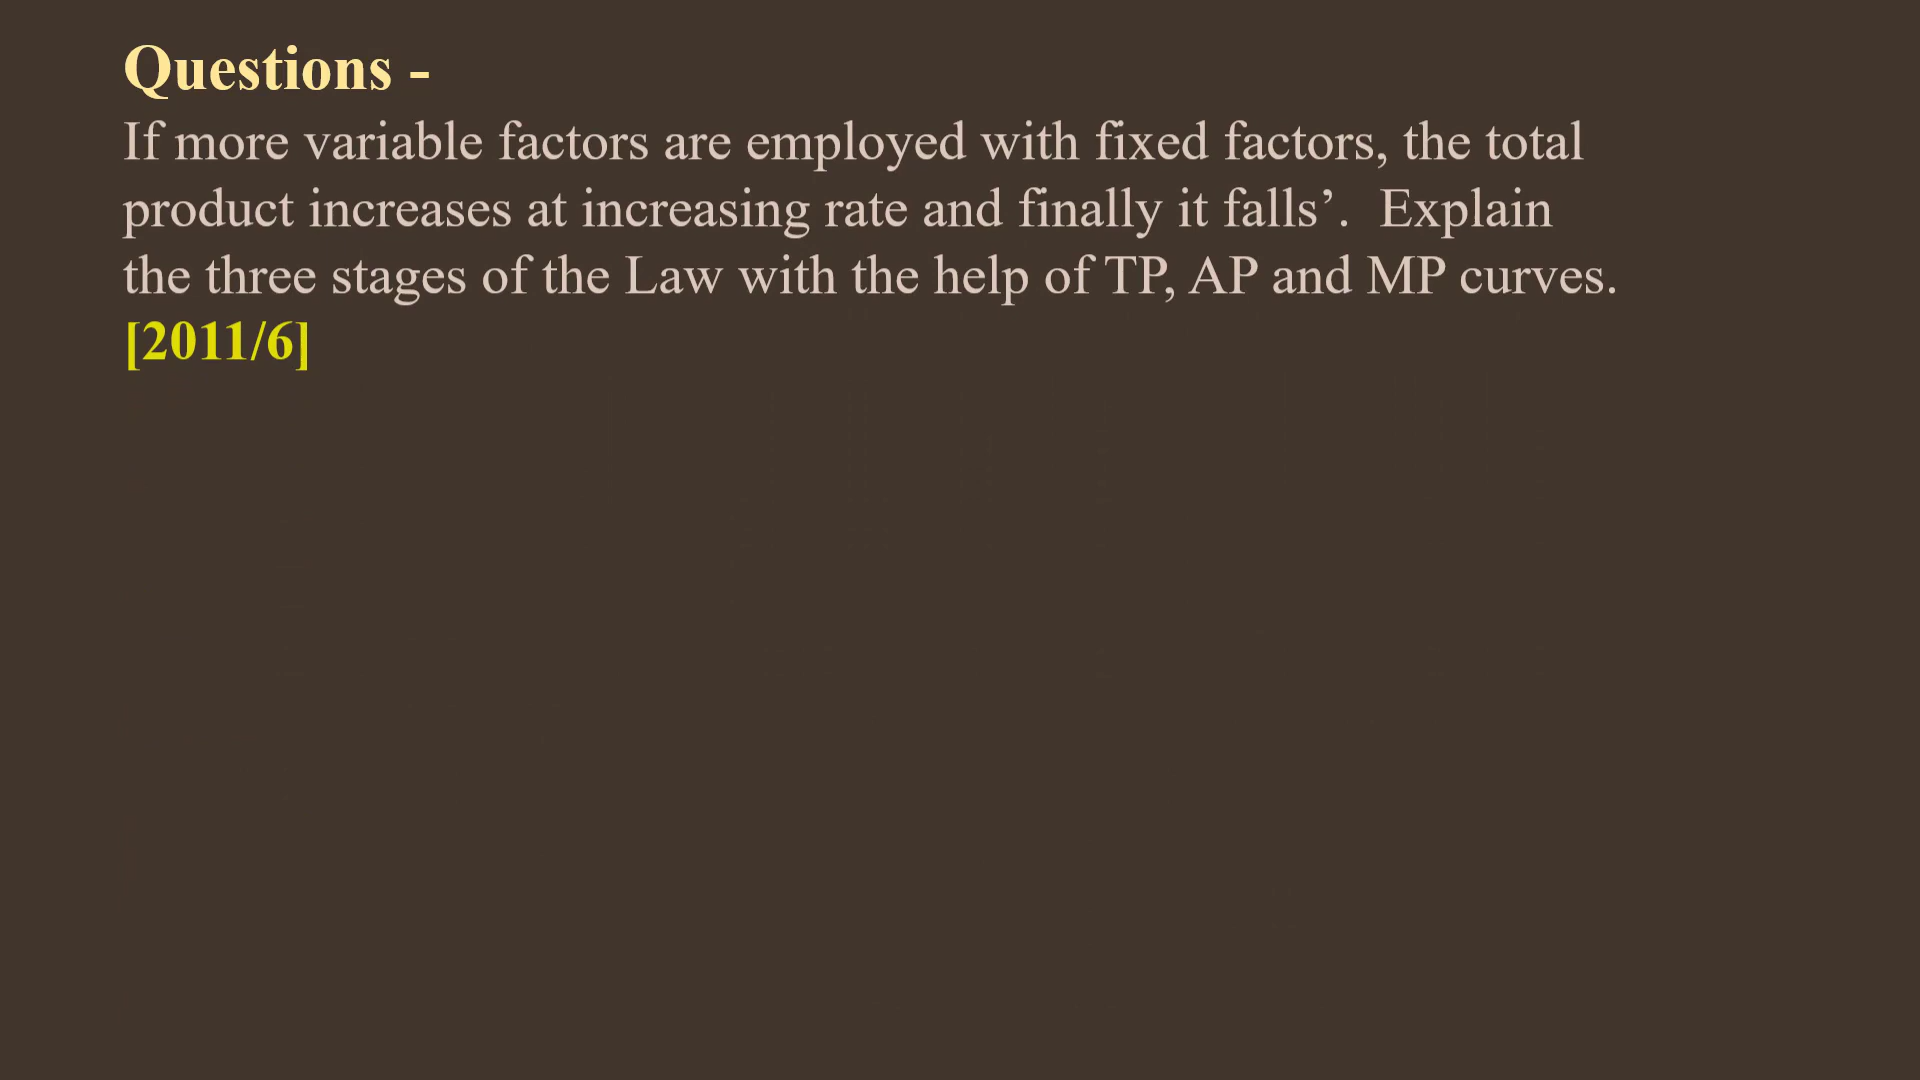 Questions -
If more variable factors are employed with fixed factors, the total
product increases at increasing rate and finally it falls’.  Explain
the three stages of the Law with the help of TP, AP and MP curves.
[2011/6]